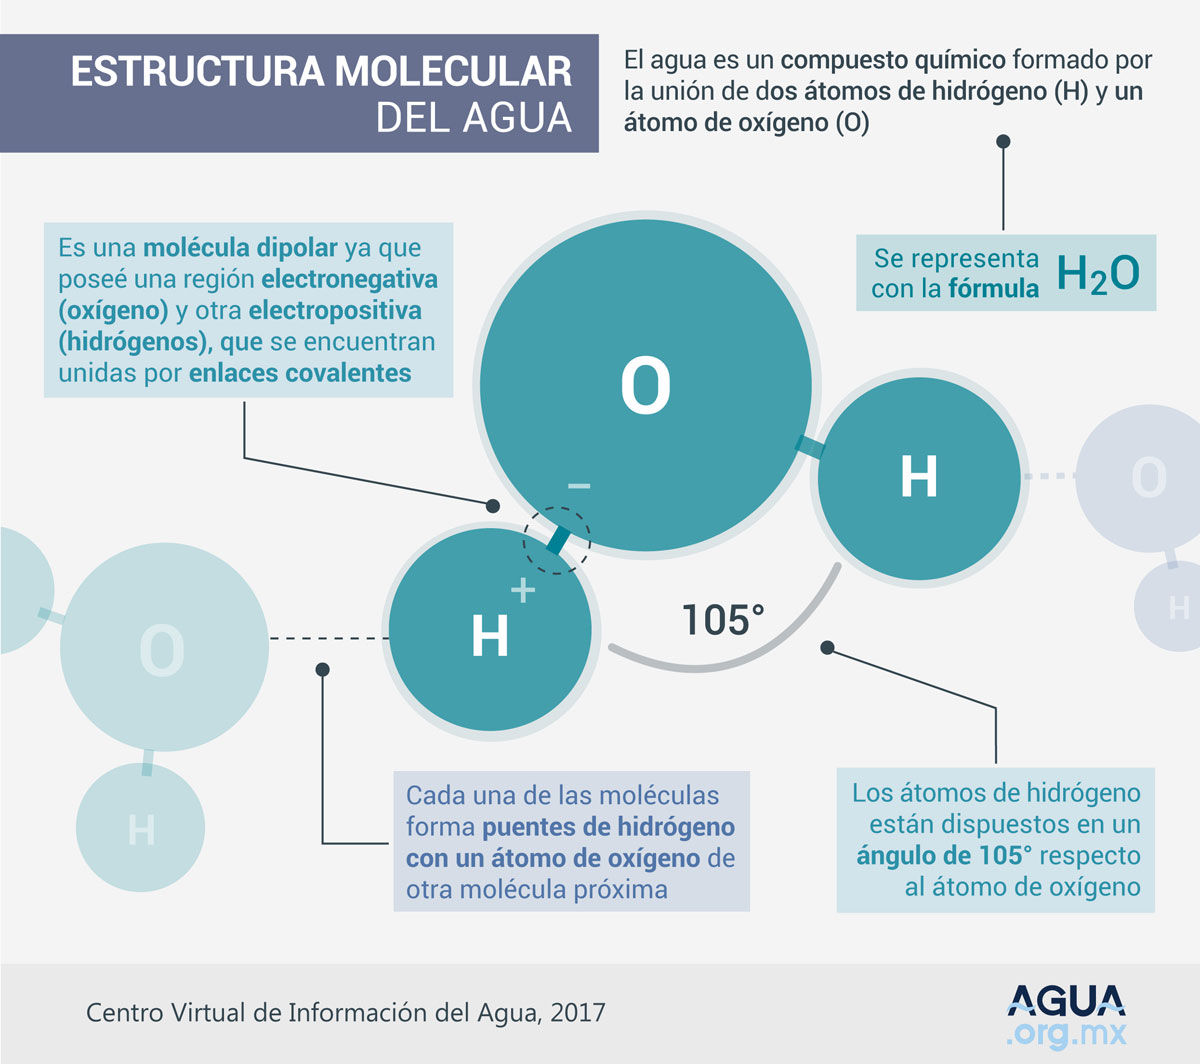 ESTRUCTURA MOLECULAR
DEL AGUA
El agua es un compuesto químico formado por
la unión de dos átomos de hidrógeno (H) y un
átomo de oxígeno (O)
Es una molécula dipolar ya que
poseé una región electronegativa
(oxígeno) y otra electropositiva
(hidrógenos), que se encuentran
unidas por enlaces covalentes
Se representa
con la fórmula
H₂O
O
H
O
−
+
H
105°
H
O
H
Cada una de las moléculas
forma puentes de hidrógeno
con un átomo de oxígeno de
otra molécula próxima
Los átomos de hidrógeno
están dispuestos en un
ángulo de 105° respecto
al átomo de oxígeno
Centro Virtual de Información del Agua, 2017
AGUA
.org.mx